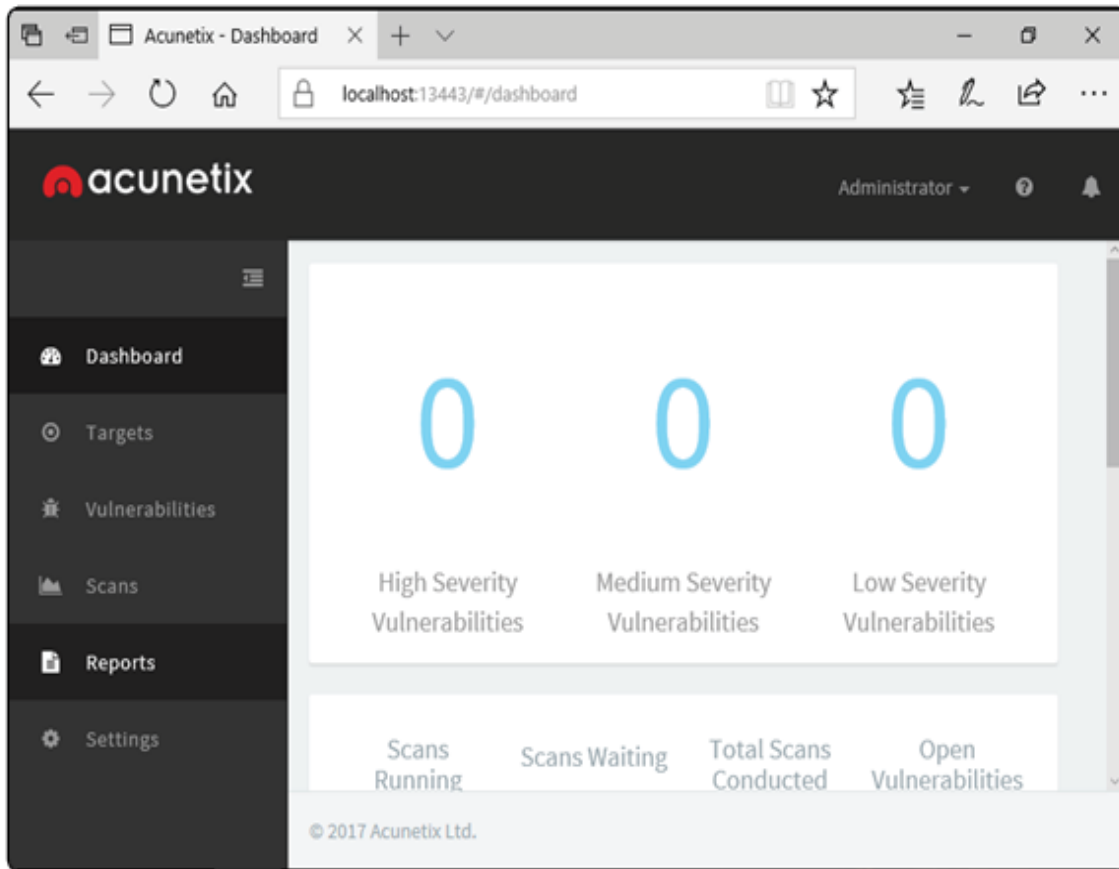 Acunetix - Dashboard
localhost:13443/#/dashboard
acunetix
Administrator
Dashboard
Targets
Vulnerabilities
Scans
Reports
Settings
0 0 0
High Severity Medium Severity Low Severity
Vulnerabilities Vulnerabilities Vulnerabilities
Scans Scans Waiting Total Scans Open
Running Conducted Vulnerabilities
© 2017 Acunetix Ltd.